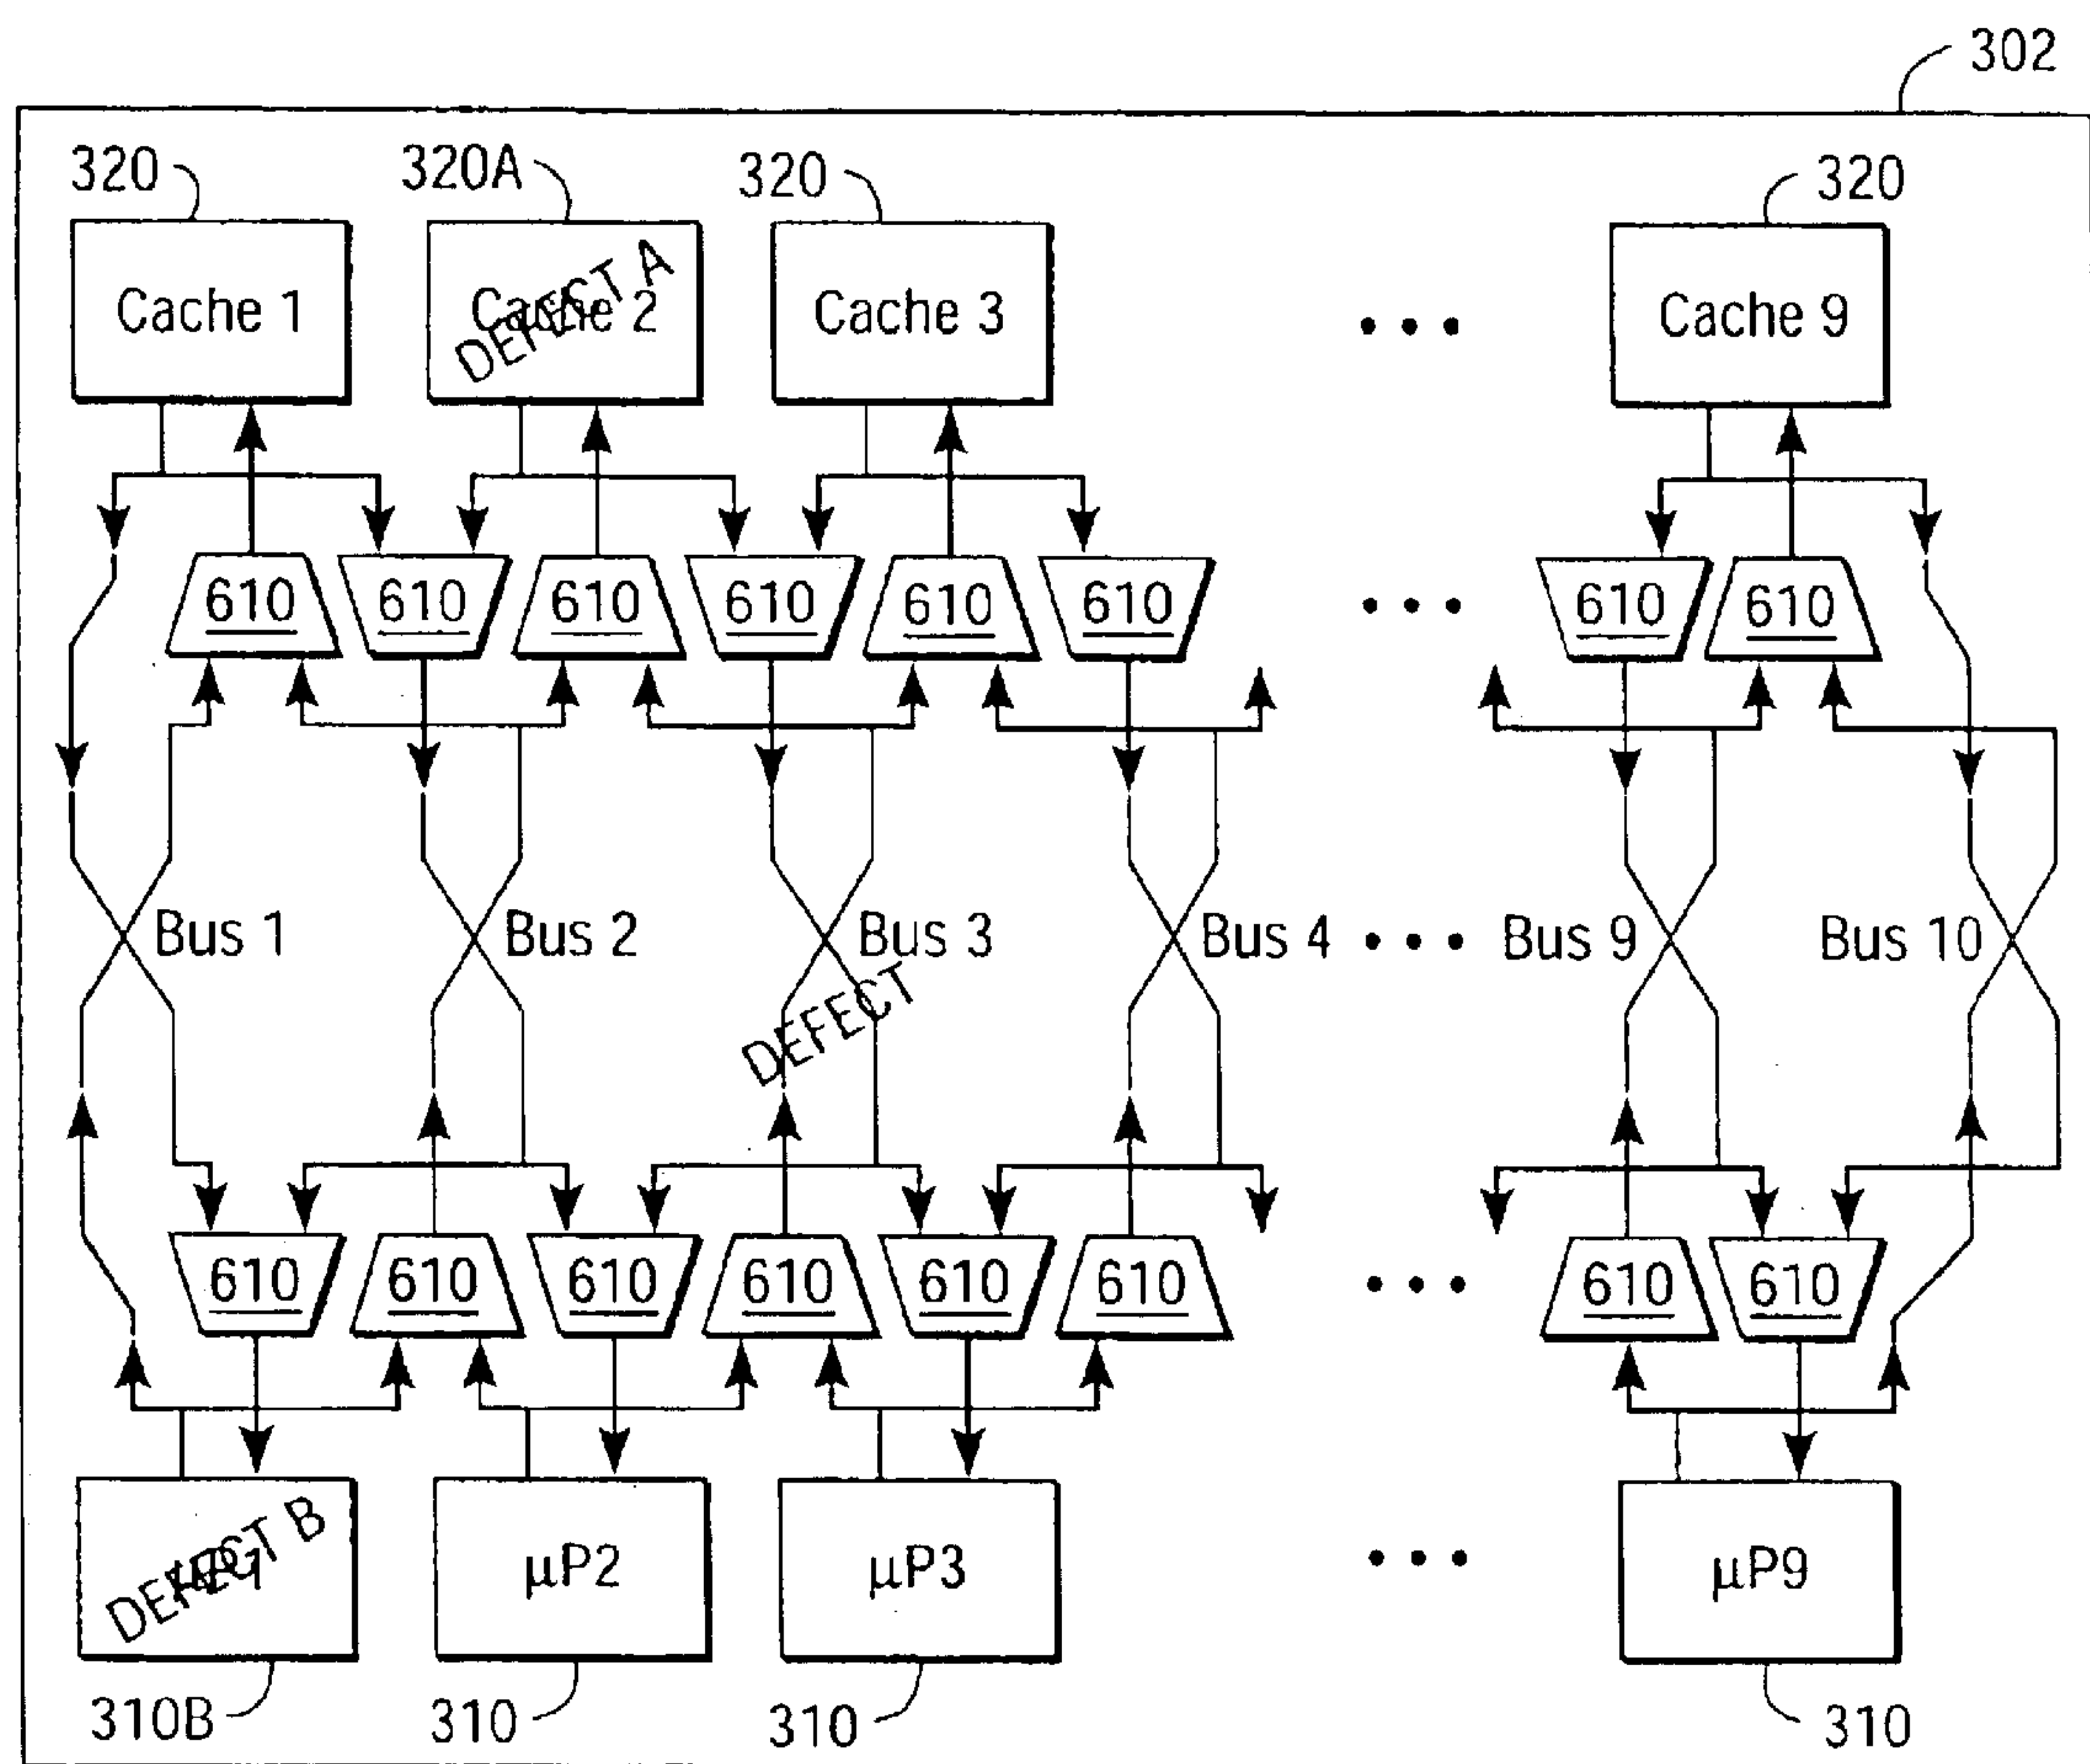 302
320 320A 320 320
Cache 1 Cache 2 Cache 3 Cache 9
DEFECT A
610 610 610 610 610 610 610 610
Bus 1 Bus 2 Bus 3 Bus 4 Bus 9 Bus 10
DEFECT
610 610 610 610 610 610 610 610
µP1 µP2 µP3 µP9
DEFECT B
310B 310 310 310